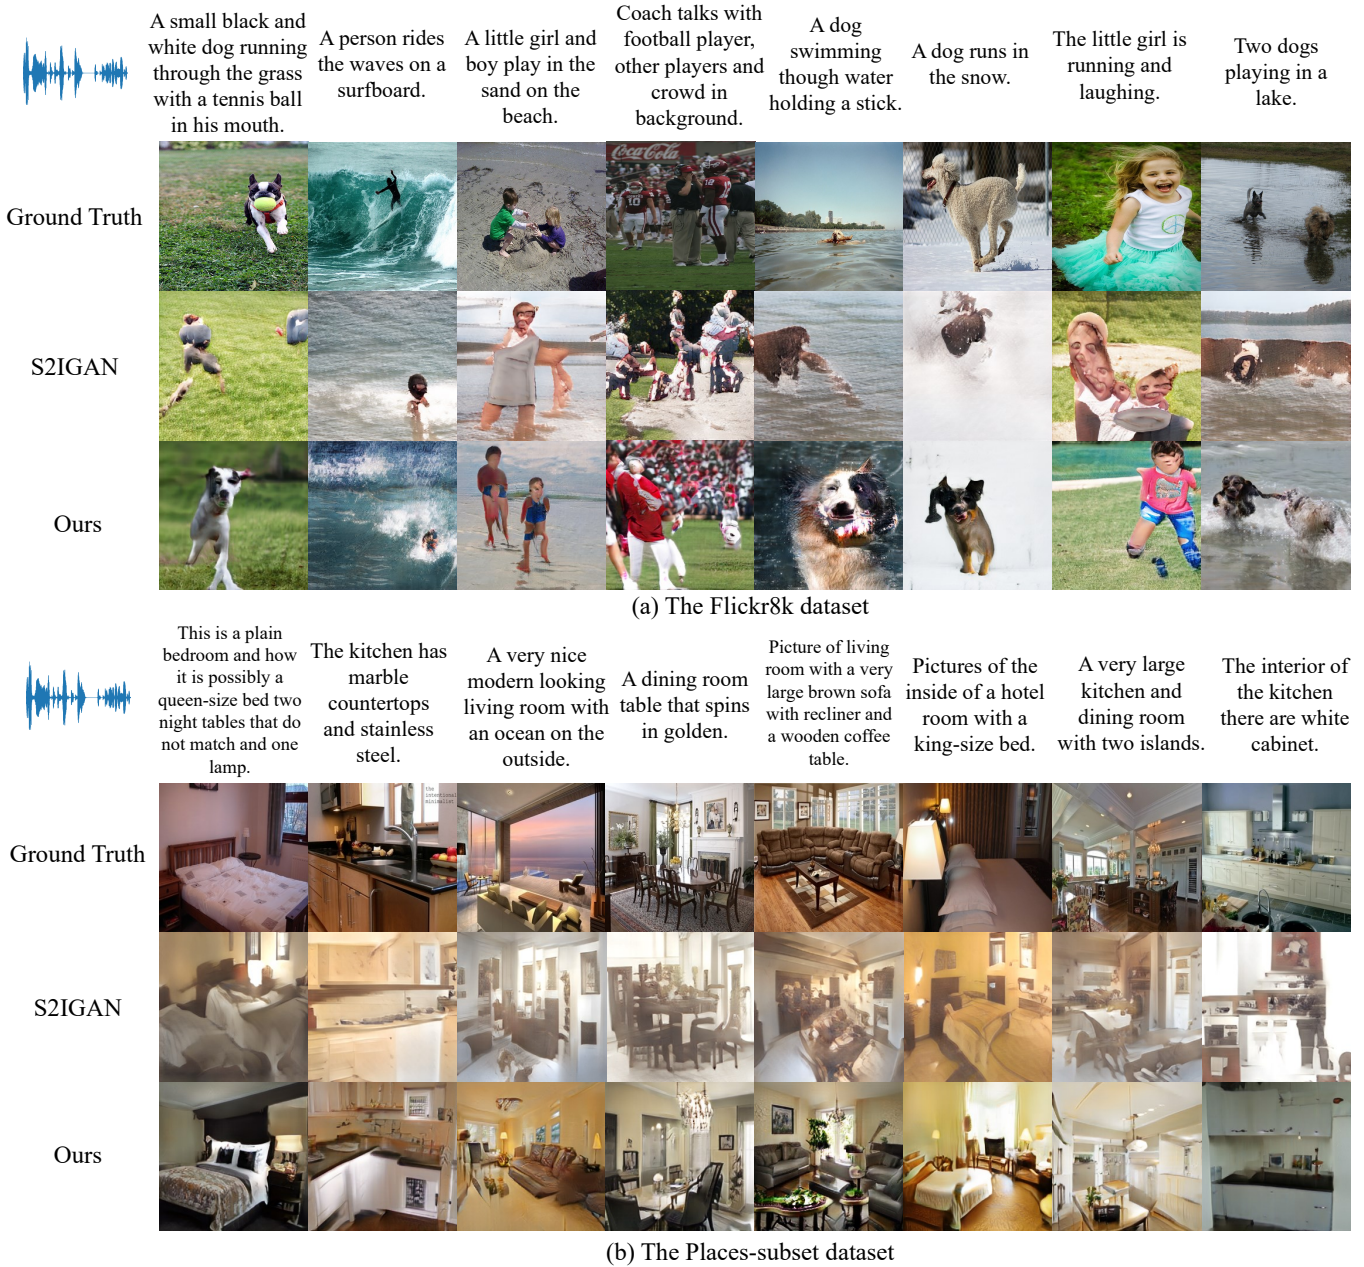 A small black and
white dog running
through the grass
with a tennis ball
in his mouth.
A person rides
the waves on a
surfboard.
A little girl and
boy play in the
sand on the
beach.
Coach talks with
football player,
other players and
crowd in
background.
A dog
swimming
though water
holding a stick.
A dog runs in
the snow.
The little girl is
running and
laughing.
Two dogs
playing in a
lake.
Ground Truth
Coca-Cola
S2IGAN
Ours
(a) The Flickr8k dataset
This is a plain
bedroom and how
it is possibly a
queen-size bed two
night tables that do
not match and one
lamp.
The kitchen has
marble
countertops
and stainless
steel.
A very nice
modern looking
living room with
an ocean on the
outside.
A dining room
table that spins
in golden.
Picture of living
room with a very
large brown sofa
with recliner and
a wooden coffee
table.
Pictures of the
inside of a hotel
room with a
king-size bed.
A very large
kitchen and
dining room
with two islands.
The interior of
the kitchen
there are white
cabinet.
Ground Truth
the
intentional
minimalist
S2IGAN
Ours
(b) The Places-subset dataset